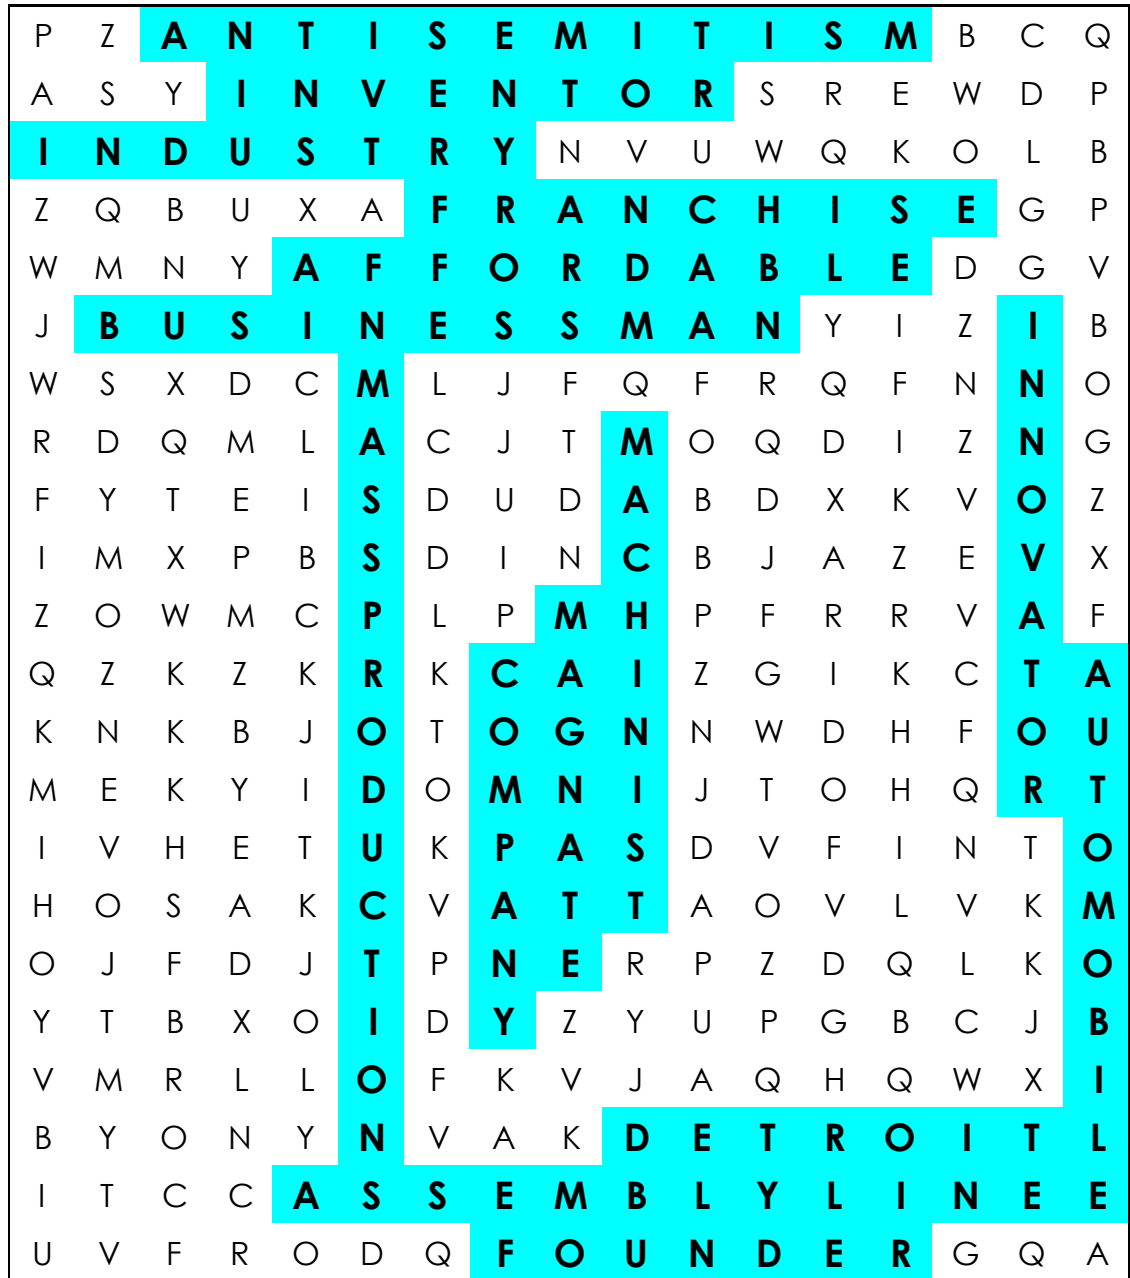 P Z A N T I S E M I T I S M B C Q
A S Y I N V E N T O R S R E W D P
I N D U S T R Y N V U W Q K O L B
Z Q B U X A F R A N C H I S E G P
W M N Y A F F O R D A B L E D G V
J B U S I N E S S M A N Y I Z I B
W S X D C M L J F Q F R Q F N N O
R D Q M L A C J T M O Q D I Z N G
F Y T E I S D U D A B D X K V O Z
I M X P B S D I N C B J A Z E V X
Z O W M C P L P M H P F R R V A F
Q Z K Z K R K C A I Z G I K C T A
K N K B J O T O G N N W D H F O U
M E K Y I D O M N I J T O H Q R T
I V H E T U K P A S D V F I N T O
H O S A K C V A T T A O V L V K M
O J F D J T P N E R P Z D Q L K O
Y T B X O I D Y Z Y U P G B C J B
V M R L L O F K V J A Q H Q W X I
B Y O N Y N V A K D E T R O I T L
I T C C A S S E M B L Y L I N E E
U V F R O D Q F O U N D E R G Q A